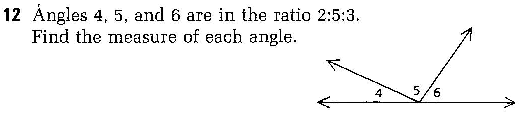 12 Angles 4, 5, and 6 are in the ratio 2:5:3.
Find the measure of each angle.
4 5 6